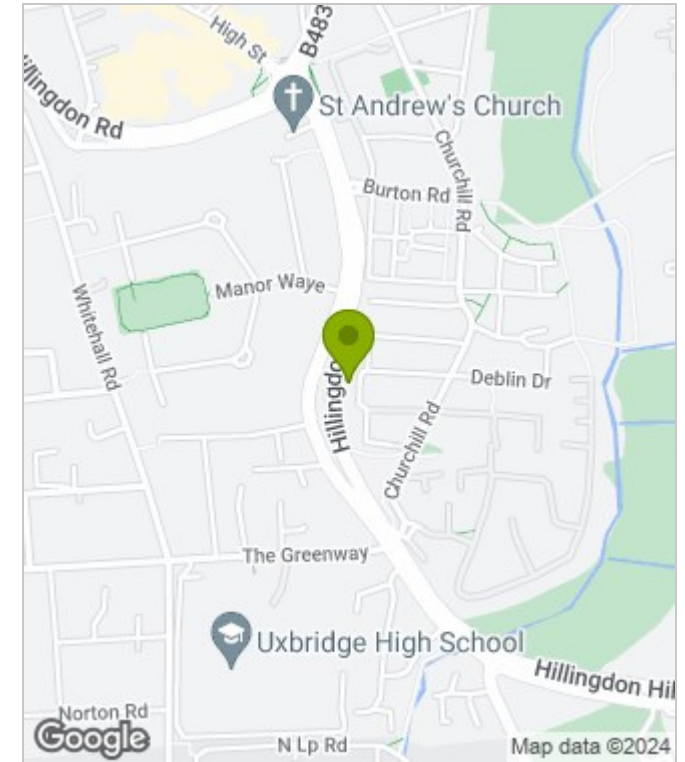 High St
B483
Hillingdon Rd
St Andrew's Church
Churchill Rd
Burton Rd
Manor Waye
Whitehall Rd
Hillingdo
Deblin Dr
Churchill Rd
The Greenway
Uxbridge High School
Hillingdon Hil
Norton Rd
Google
N Lp Rd
Map data ©2024